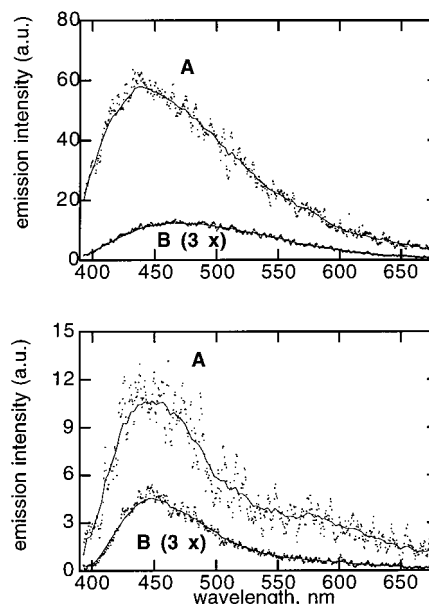 emission intensity (a.u.)
80
60
40
20
0
A
B (3 x)
400 450 500 550 600 650
emission intensity (a.u.)
15
12
9
6
3
0
A
B (3 x)
400 450 500 550 600 650
wavelength, nm